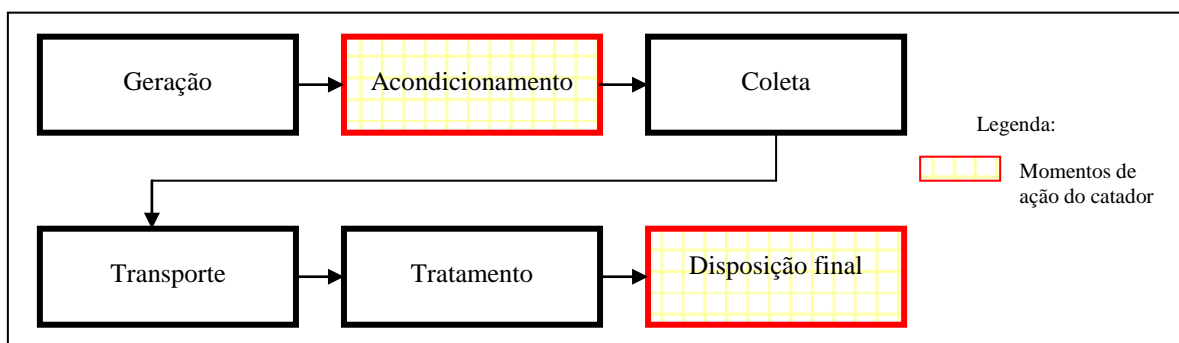 Geração
Acondicionamento
Coleta
Legenda:
Momentos de
ação do catador
Transporte
Tratamento
Disposição final